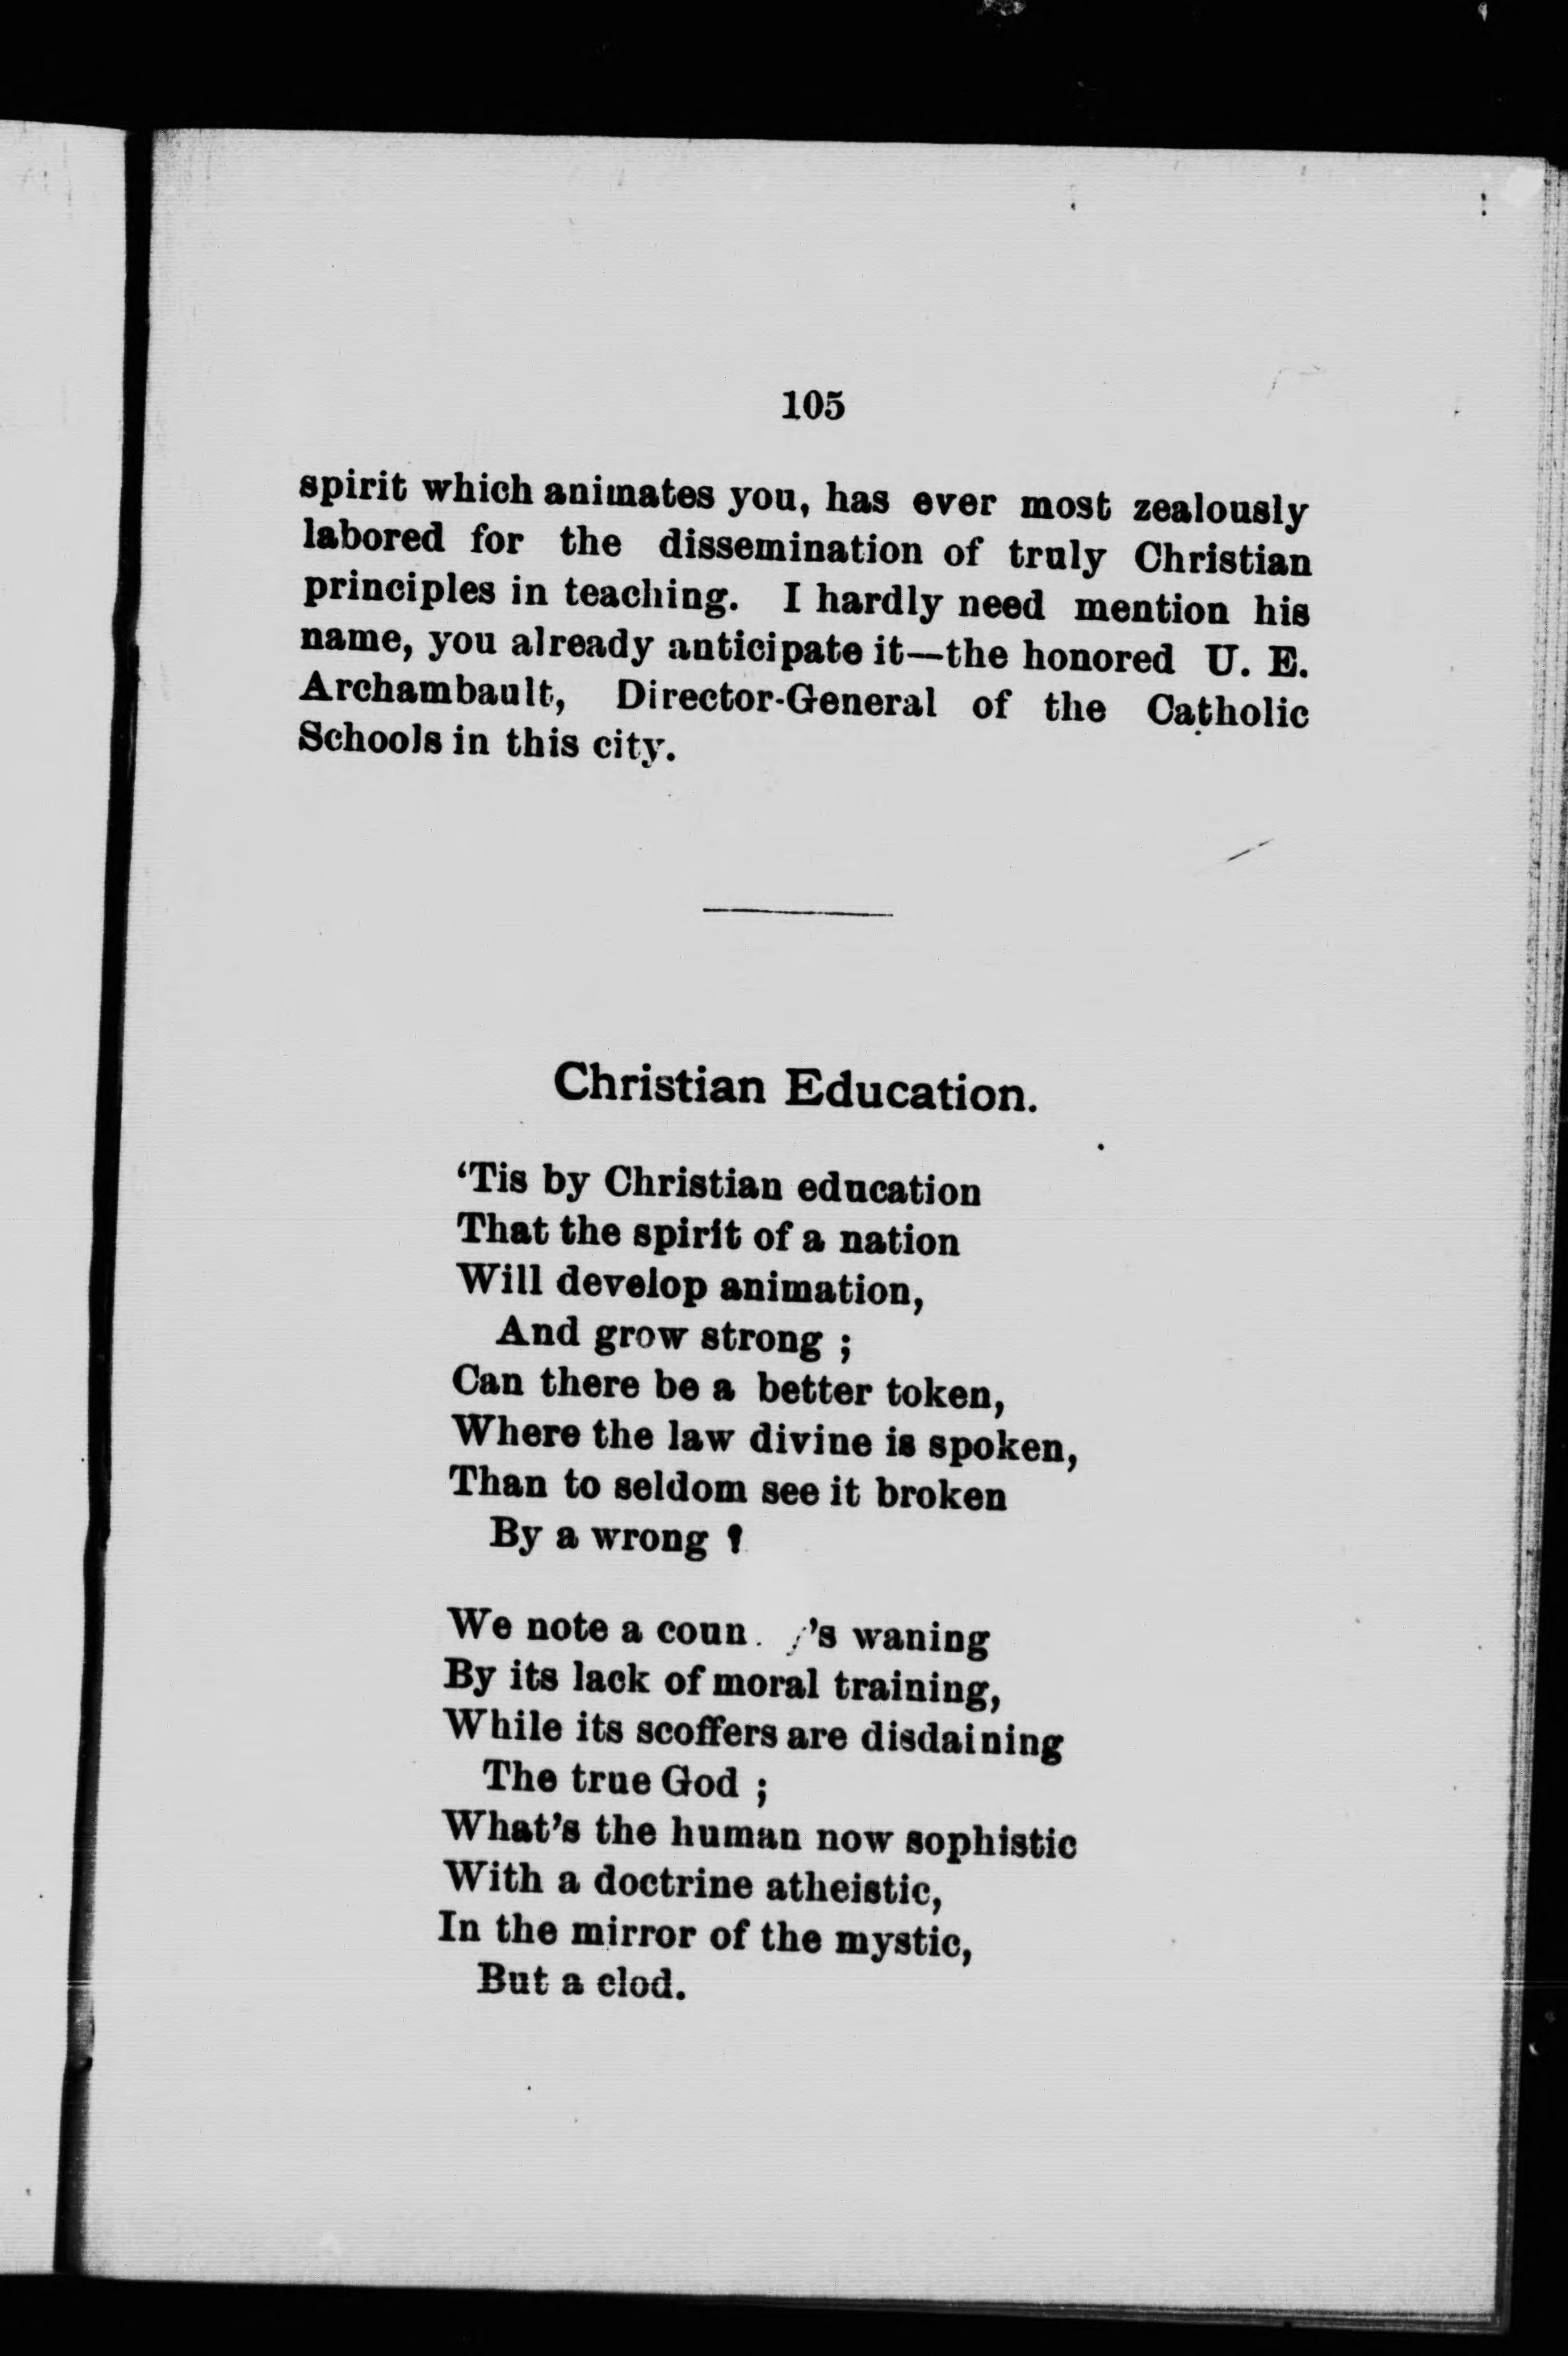 105
spirit which animates you, has ever most zealously
labored for the dissemination of truly Christian
principles in teaching. I hardly need mention his
name, you already anticipate it—the honored U. E.
Archambault, Director-General of the Catholic
Schools in this city.
Christian Education.
‘Tis by Christian education
That the spirit of a nation
Will develop animation,
And grow strong ;
Can there be a better token,
Where the law divine is spoken,
Than to seldom see it broken
By a wrong ?
We note a waning
By its lack of moral training,
While its scoffers are disdaining
The true God ;
What's the human now sophistic
With a doctrine atheistic,
In the mirror of the mystic,
But a clod.